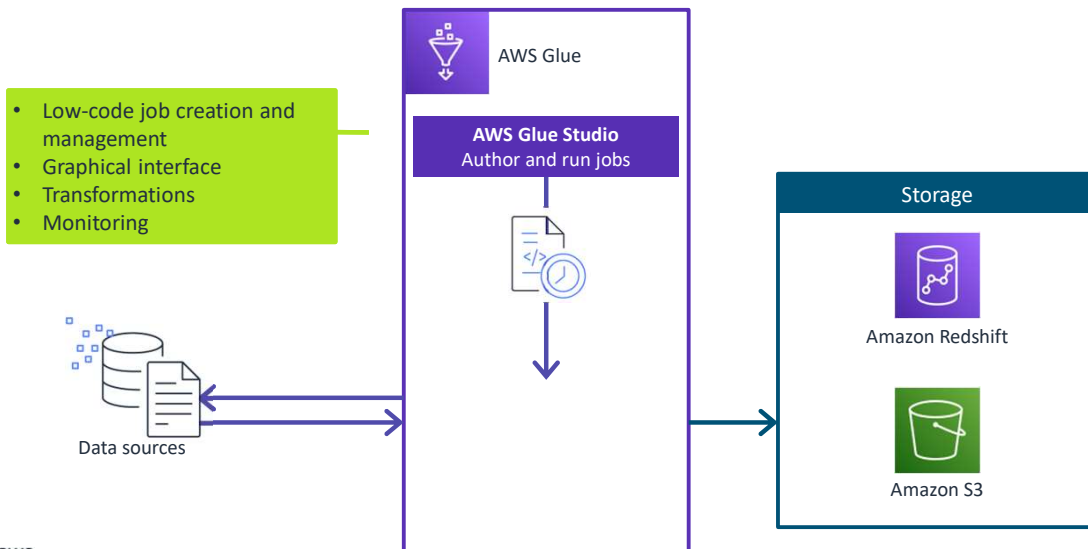 AWS Glue
• Low-code job creation and
management
• Graphical interface
• Transformations
• Monitoring
AWS Glue Studio
Author and run jobs
</>
Storage
Amazon Redshift
Data sources
Amazon S3